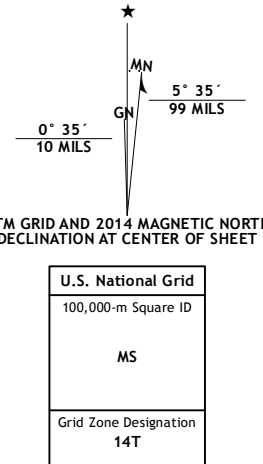 ★
MN
GN
5° 35´
99 MILS
0° 35´
10 MILS
TM GRID AND 2014 MAGNETIC NORTH
DECLINATION AT CENTER OF SHEET
U.S. National Grid
100,000-m Square ID
MS
Grid Zone Designation
14T